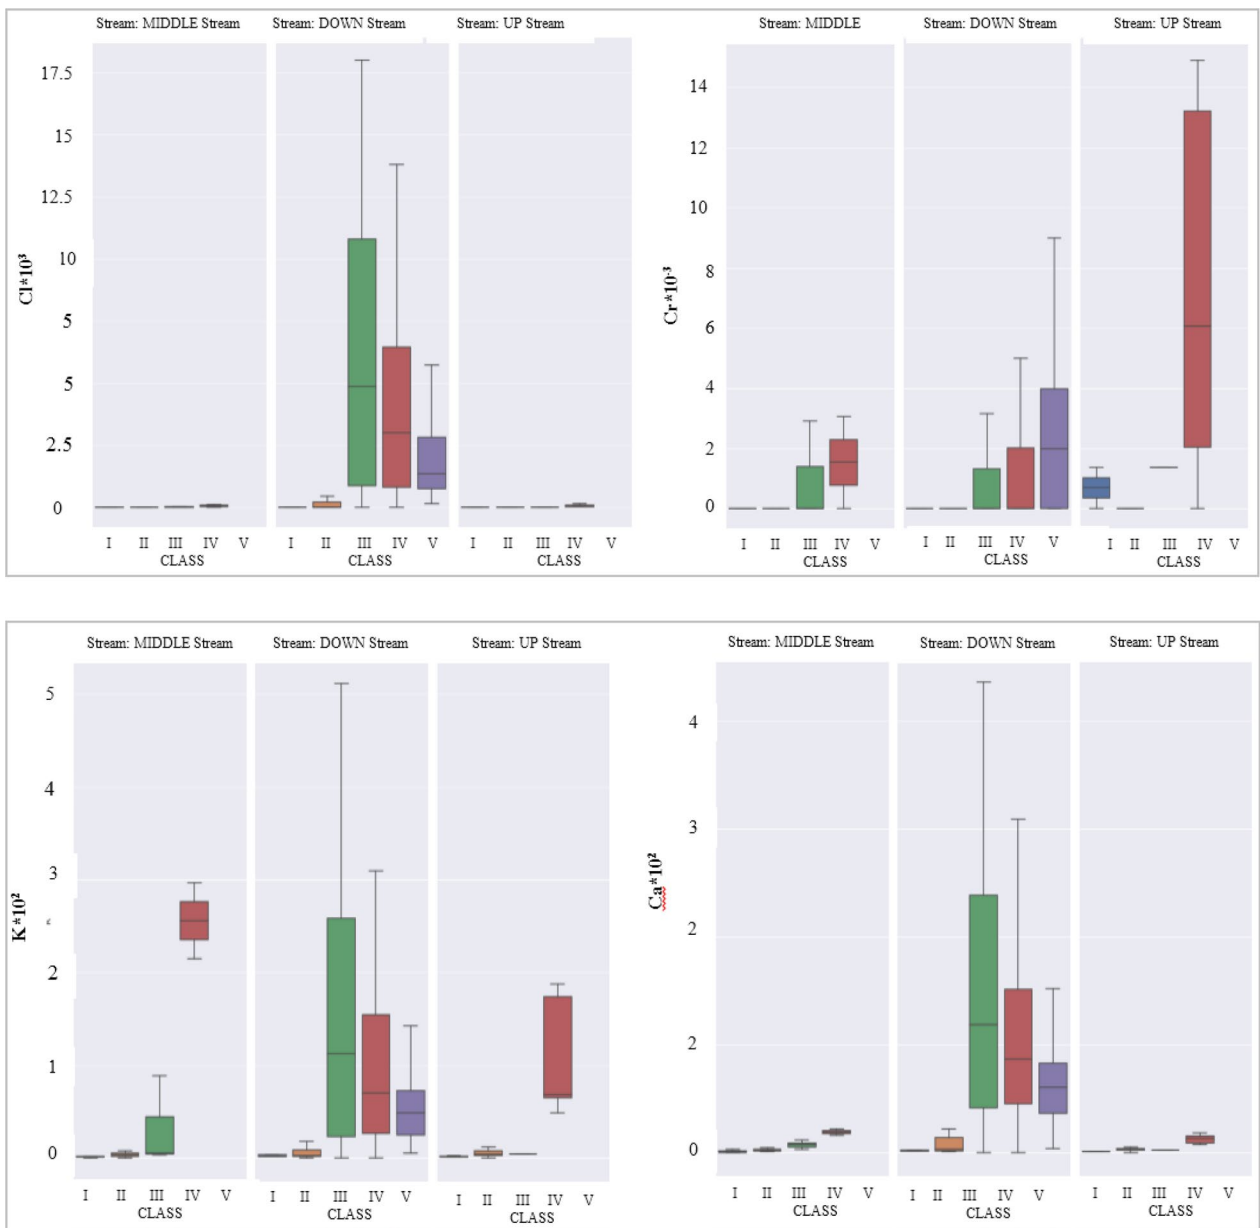 Stream: MIDDLE Stream Stream: DOWN Stream Stream: UP Stream
17.5
15
12.5
10
5
5
2.5
0
Cl*10³
I II III IV V I II III IV V I II III IV V
CLASS CLASS CLASS
Stream: MIDDLE Stream: DOWN Stream Stream: UP Stream
14
12
10
8
6
4
2
0
Cr*10⁻³
I II III IV V I II III IV V I II III IV V
CLASS CLASS CLASS
Stream: MIDDLE Stream Stream: DOWN Stream Stream: UP Stream
5
4
3
2
1
0
K*10²
I II III IV V I II III IV V I II III IV V
CLASS CLASS CLASS
Stream: MIDDLE Stream Stream: DOWN Stream Stream: UP Stream
4
3
2
2
0
Ca*10²
I II III IV V I II III IV V I II III IV V
CLASS CLASS CLASS